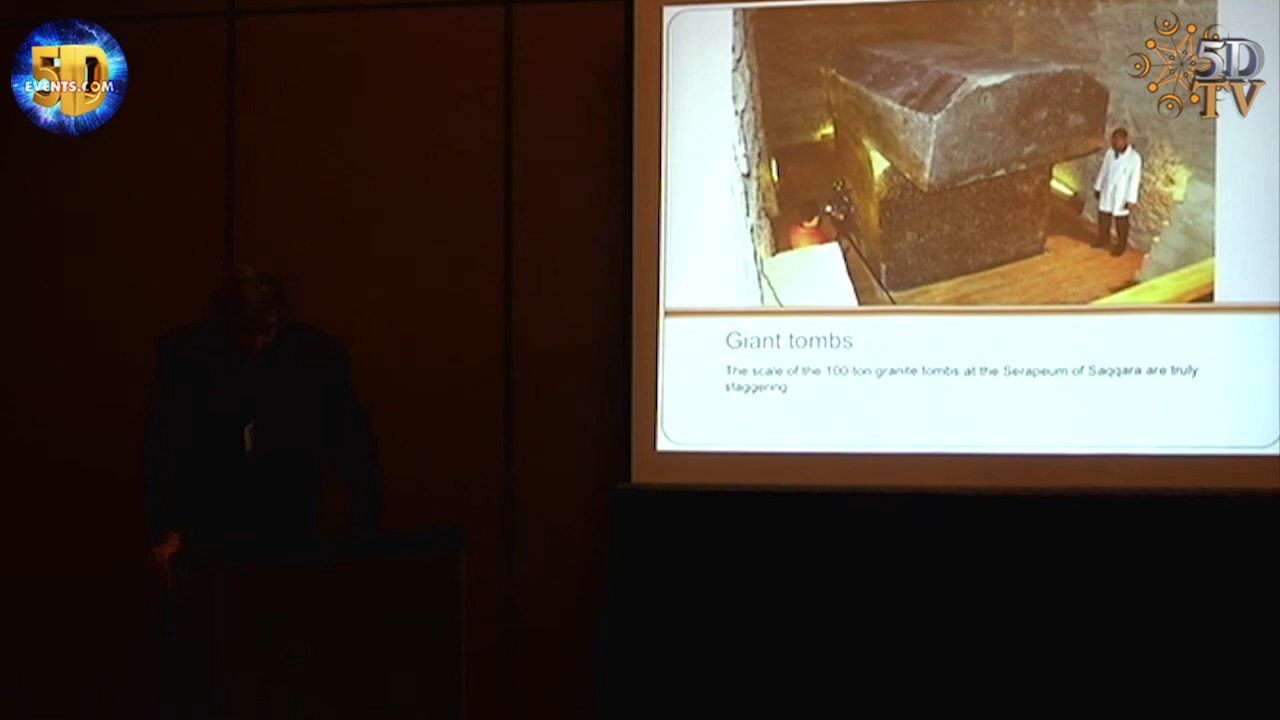 5D
EVENTS.COM
5D
TV
Giant tombs
The scale of the 100-ton granite tombs at the Serapeum of Saqqara are truly
staggering